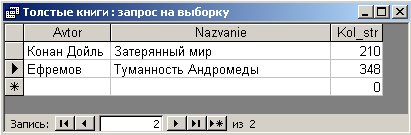 Толстые книги : запрос на выборку
Avtor Nazvanie Kol_str
Конан Дойль Затерянный мир 210
Ефремов Туманность Андромеды 348
0
Запись: 2 из 2